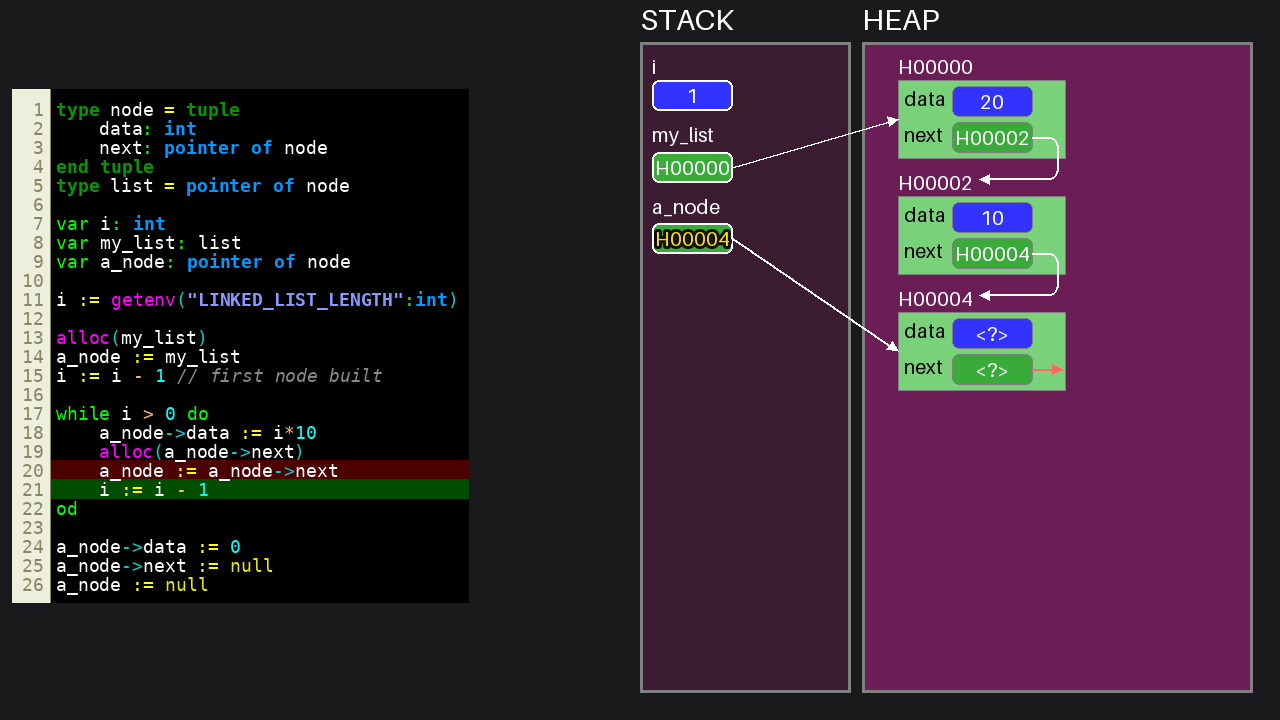 STACK
HEAP
1 type node = tuple
2     data: int
3     next: pointer of node
4 end tuple
5 type list = pointer of node
6
7 var i: int
8 var my_list: list
9 var a_node: pointer of node
10
11 i := getenv("LINKED_LIST_LENGTH":int)
12
13 alloc(my_list)
14 a_node := my_list
15 i := i - 1 // first node built
16
17 while i > 0 do
18     a_node->data := i*10
19     alloc(a_node->next)
20     a_node := a_node->next
21     i := i - 1
22 od
23
24 a_node->data := 0
25 a_node->next := null
26 a_node := null
i
1
my_list
H00000
a_node
H00004
H00000
data 20
next H00002
H00002
data 10
next H00004
H00004
data <?>
next <?>